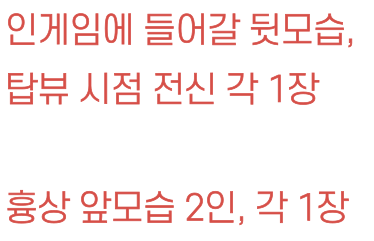 인게임에 들어갈 뒷모습,
탑뷰 시점 전신 각 1장
흉상 앞모습 2인, 각 1장